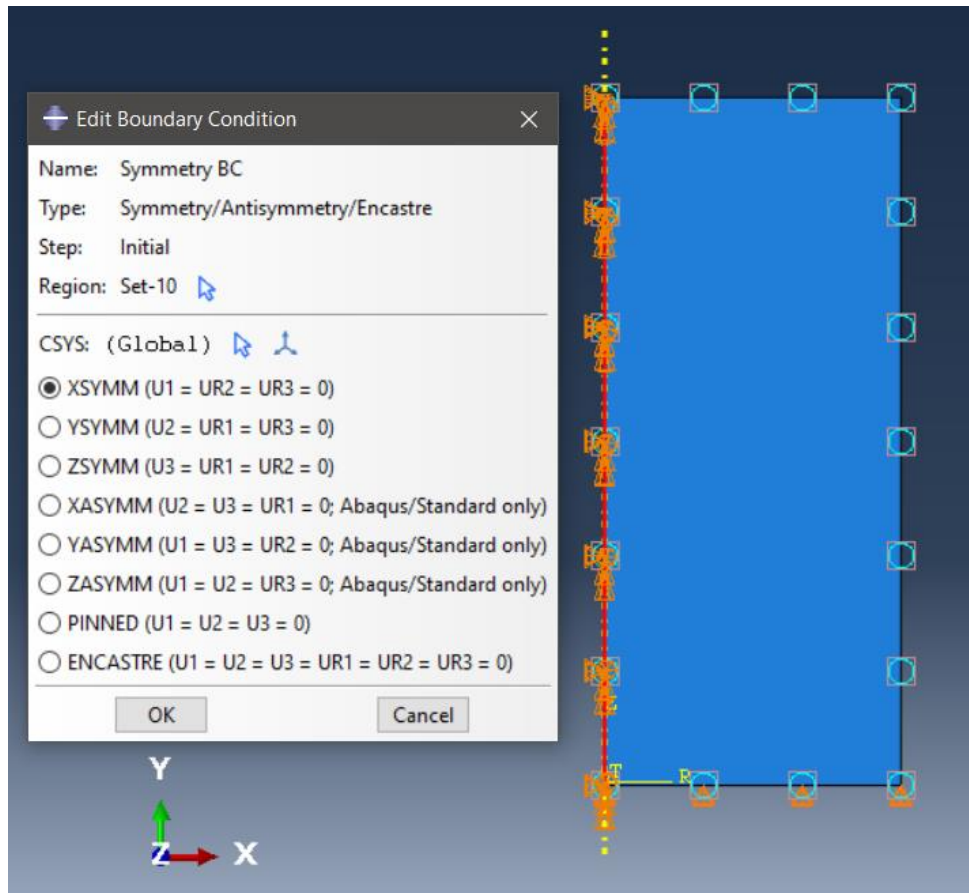 Edit Boundary Condition
Name: Symmetry BC
Type: Symmetry/Antisymmetry/Encastre
Step: Initial
Region: Set-10
CSYS: (Global)
XSYMM (U1 = UR2 = UR3 = 0)
YSYMM (U2 = UR1 = UR3 = 0)
ZSYMM (U3 = UR1 = UR2 = 0)
XASYMM (U2 = U3 = UR1 = 0; Abaqus/Standard only)
YASYMM (U1 = U3 = UR2 = 0; Abaqus/Standard only)
ZASYMM (U1 = U2 = UR3 = 0; Abaqus/Standard only)
PINNED (U1 = U2 = U3 = 0)
ENCASTRE (U1 = U2 = U3 = UR1 = UR2 = UR3 = 0)
OK Cancel
Z
T R
Y
Z X